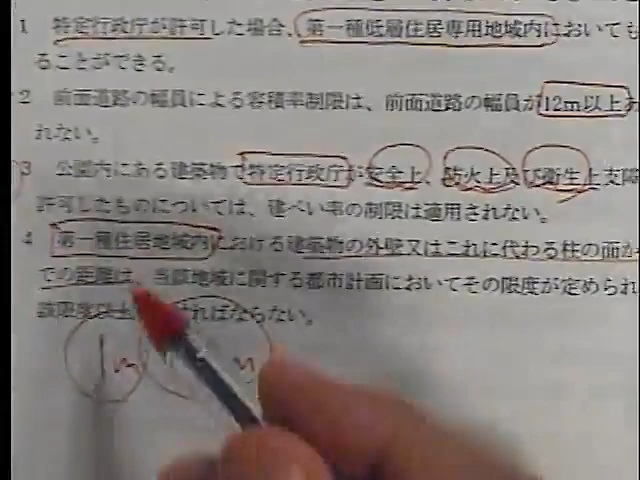 1 特定行政庁が許可した場合、第一種低層住居専用地域内においても
ることができる。
2 前面道路の幅員による容積率制限は、前面道路の幅員が12m以上あ
れない。
3 公園内にある建築物で特定行政庁が安全上、防火上及び衛生上支障
許可したものについては、建ぺい率の制限は適用されない。
4 第一種住居地域内における建築物の外壁又はこれに代わる柱の面か
での距離は、当該地域に関する都市計画においてその限度が定められ
該限度以上 ければならない。
1m